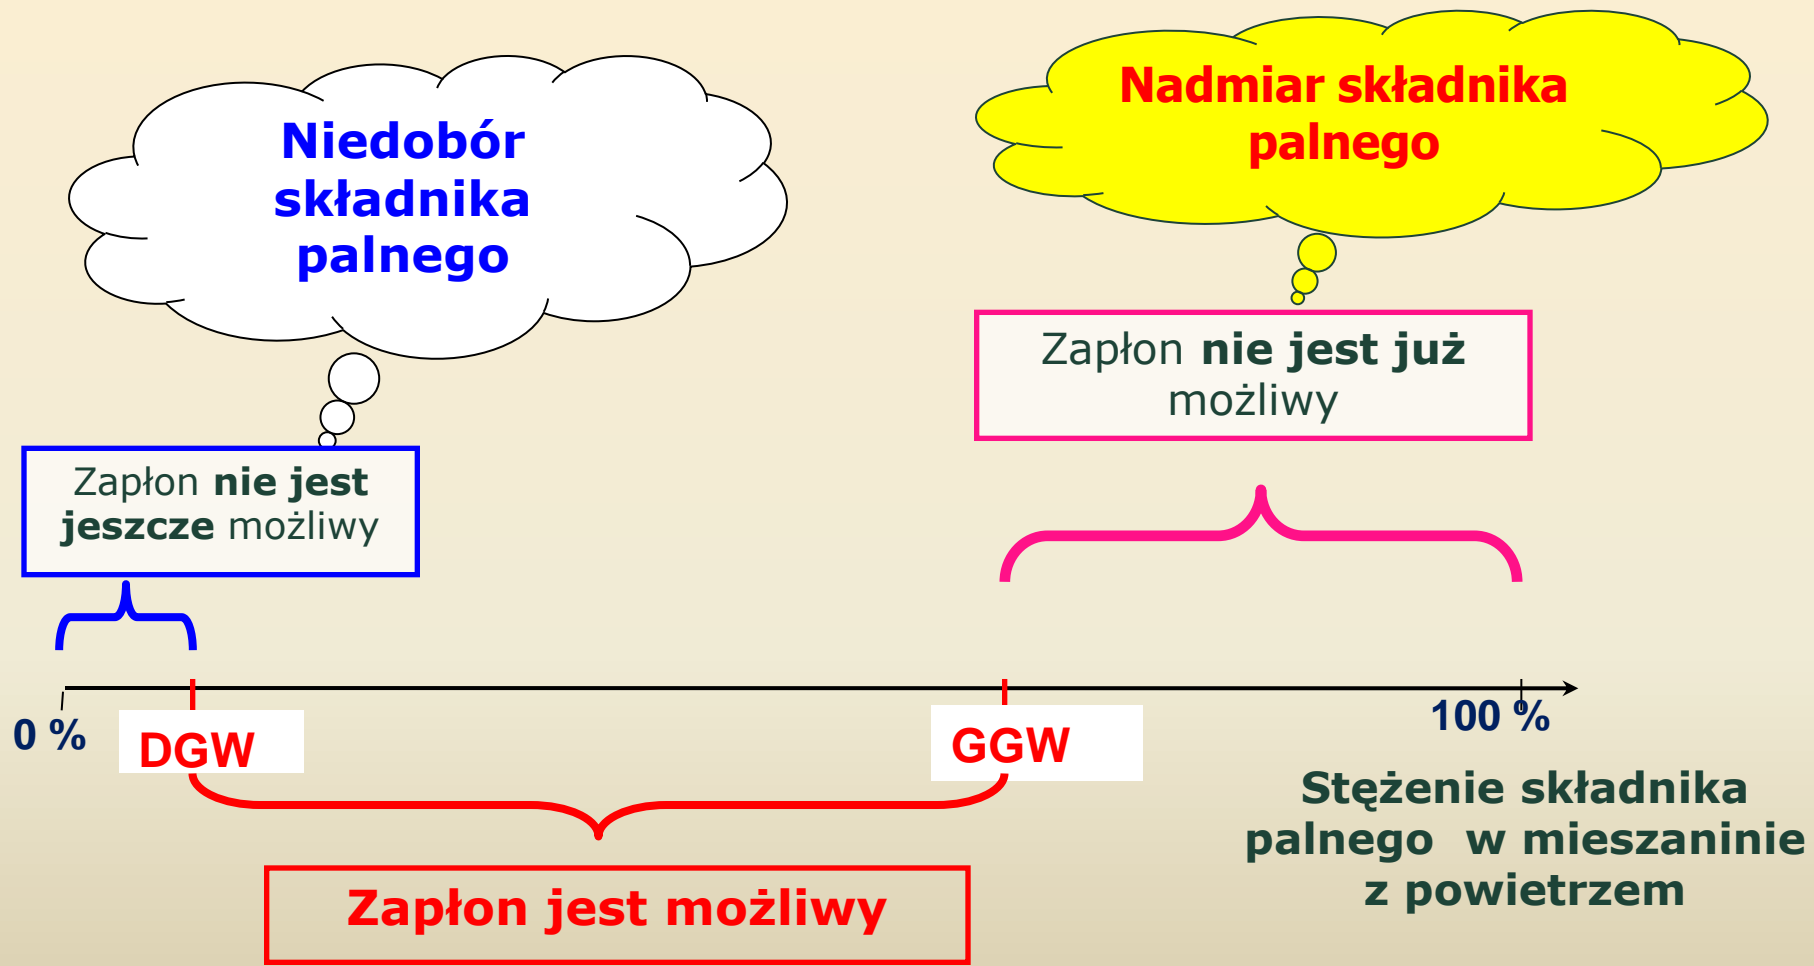 Niedobór
składnika
palnego
Nadmiar składnika
palnego
Zapłon nie jest już
możliwy
Zapłon nie jest
jeszcze możliwy
0 %
DGW
GGW
100 %
Stężenie składnika
palnego w mieszaninie
z powietrzem
Zapłon jest możliwy